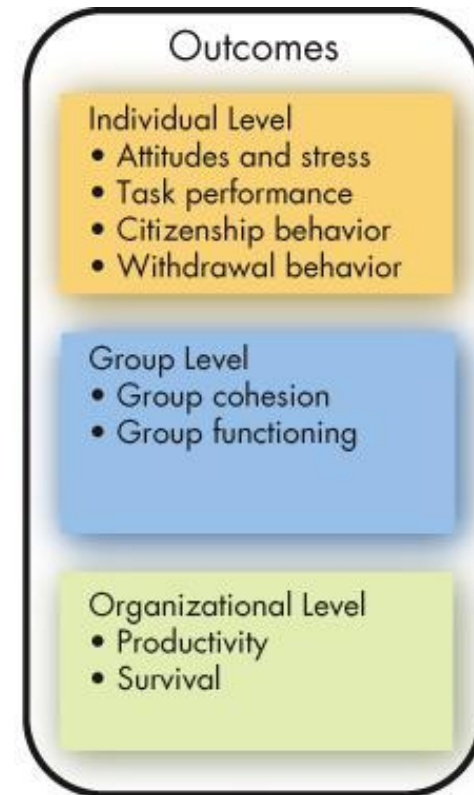 Outcomes
Individual Level
• Attitudes and stress
• Task performance
• Citizenship behavior
• Withdrawal behavior
Group Level
• Group cohesion
• Group functioning
Organizational Level
• Productivity
• Survival